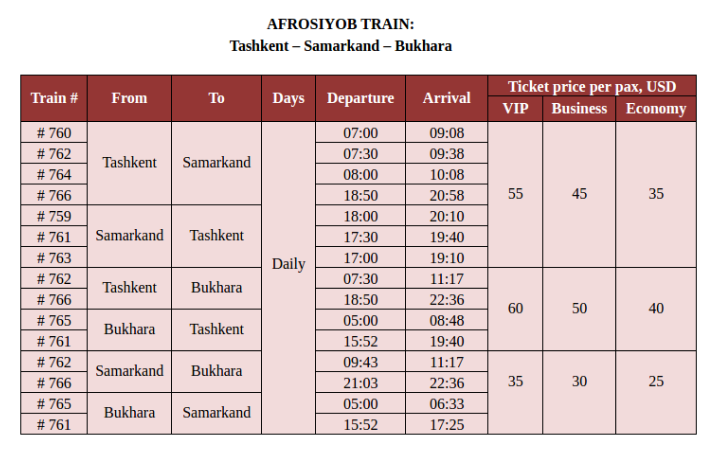 AFROSIYOB TRAIN:
Tashkent – Samarkand – Bukhara
Train # From To Days Departure Arrival Ticket price per pax, USD
VIP Business Economy
# 760 Tashkent Samarkand Daily 07:00 09:08 55 45 35
# 762 07:30 09:38
# 764 08:00 10:08
# 766 18:50 20:58
# 759 Samarkand Tashkent 18:00 20:10
# 761 17:30 19:40
# 763 17:00 19:10
# 762 Tashkent Bukhara 07:30 11:17 60 50 40
# 766 18:50 22:36
# 765 Bukhara Tashkent 05:00 08:48
# 761 15:52 19:40
# 762 Samarkand Bukhara 09:43 11:17 35 30 25
# 766 21:03 22:36
# 765 Bukhara Samarkand 05:00 06:33
# 761 15:52 17:25